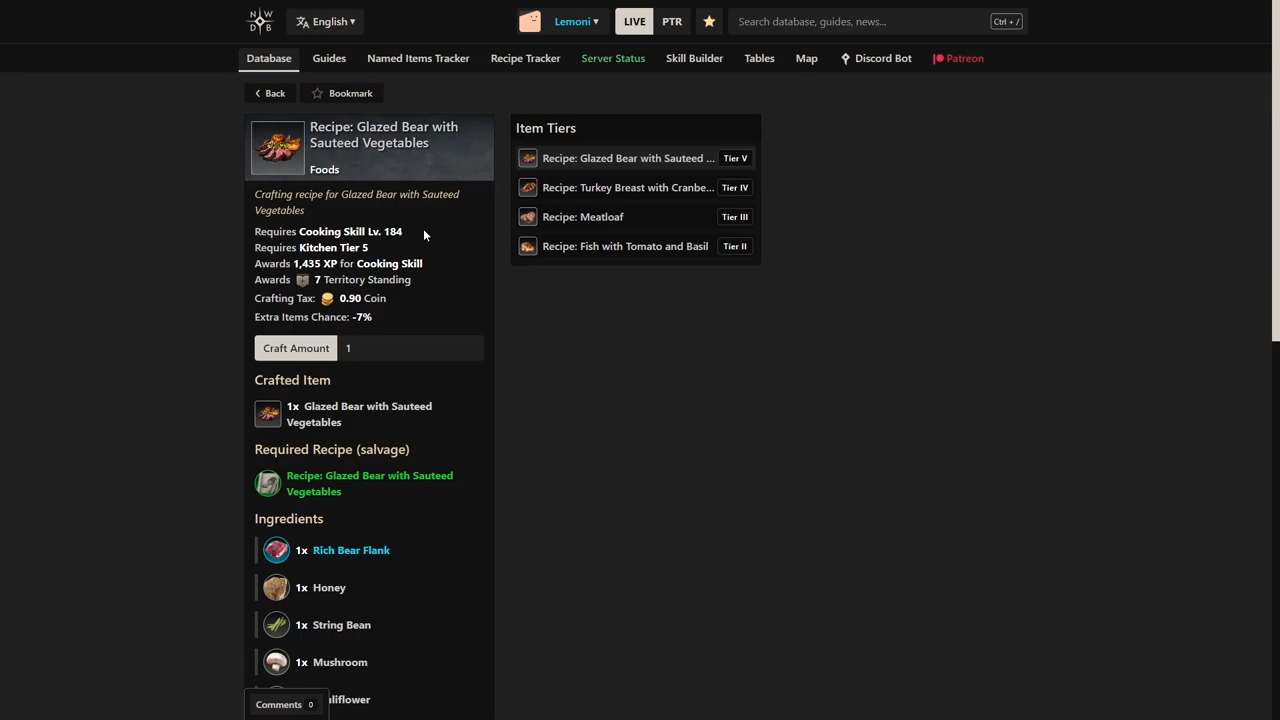 NW
DB
English ▾
Lemoni ▾
LIVE
PTR
Search database, guides, news...
Ctrl + /
Database
Guides
Named Items Tracker
Recipe Tracker
Server Status
Skill Builder
Tables
Map
Discord Bot
Patreon
Back
Bookmark
Recipe: Glazed Bear with
Sauteed Vegetables
Foods
Crafting recipe for Glazed Bear with Sauteed
Vegetables
Requires Cooking Skill Lv. 184
Requires Kitchen Tier 5
Awards 1,435 XP for Cooking Skill
Awards 7 Territory Standing
Crafting Tax: 0.90 Coin
Extra Items Chance: -7%
Craft Amount 1
Crafted Item
1x Glazed Bear with Sauteed
Vegetables
Required Recipe (salvage)
Recipe: Glazed Bear with Sauteed
Vegetables
Ingredients
1x Rich Bear Flank
1x Honey
1x String Bean
1x Mushroom
uliflower
Comments 0
Item Tiers
Recipe: Glazed Bear with Sauteed ... Tier V
Recipe: Turkey Breast with Cranbe... Tier IV
Recipe: Meatloaf Tier III
Recipe: Fish with Tomato and Basil Tier II